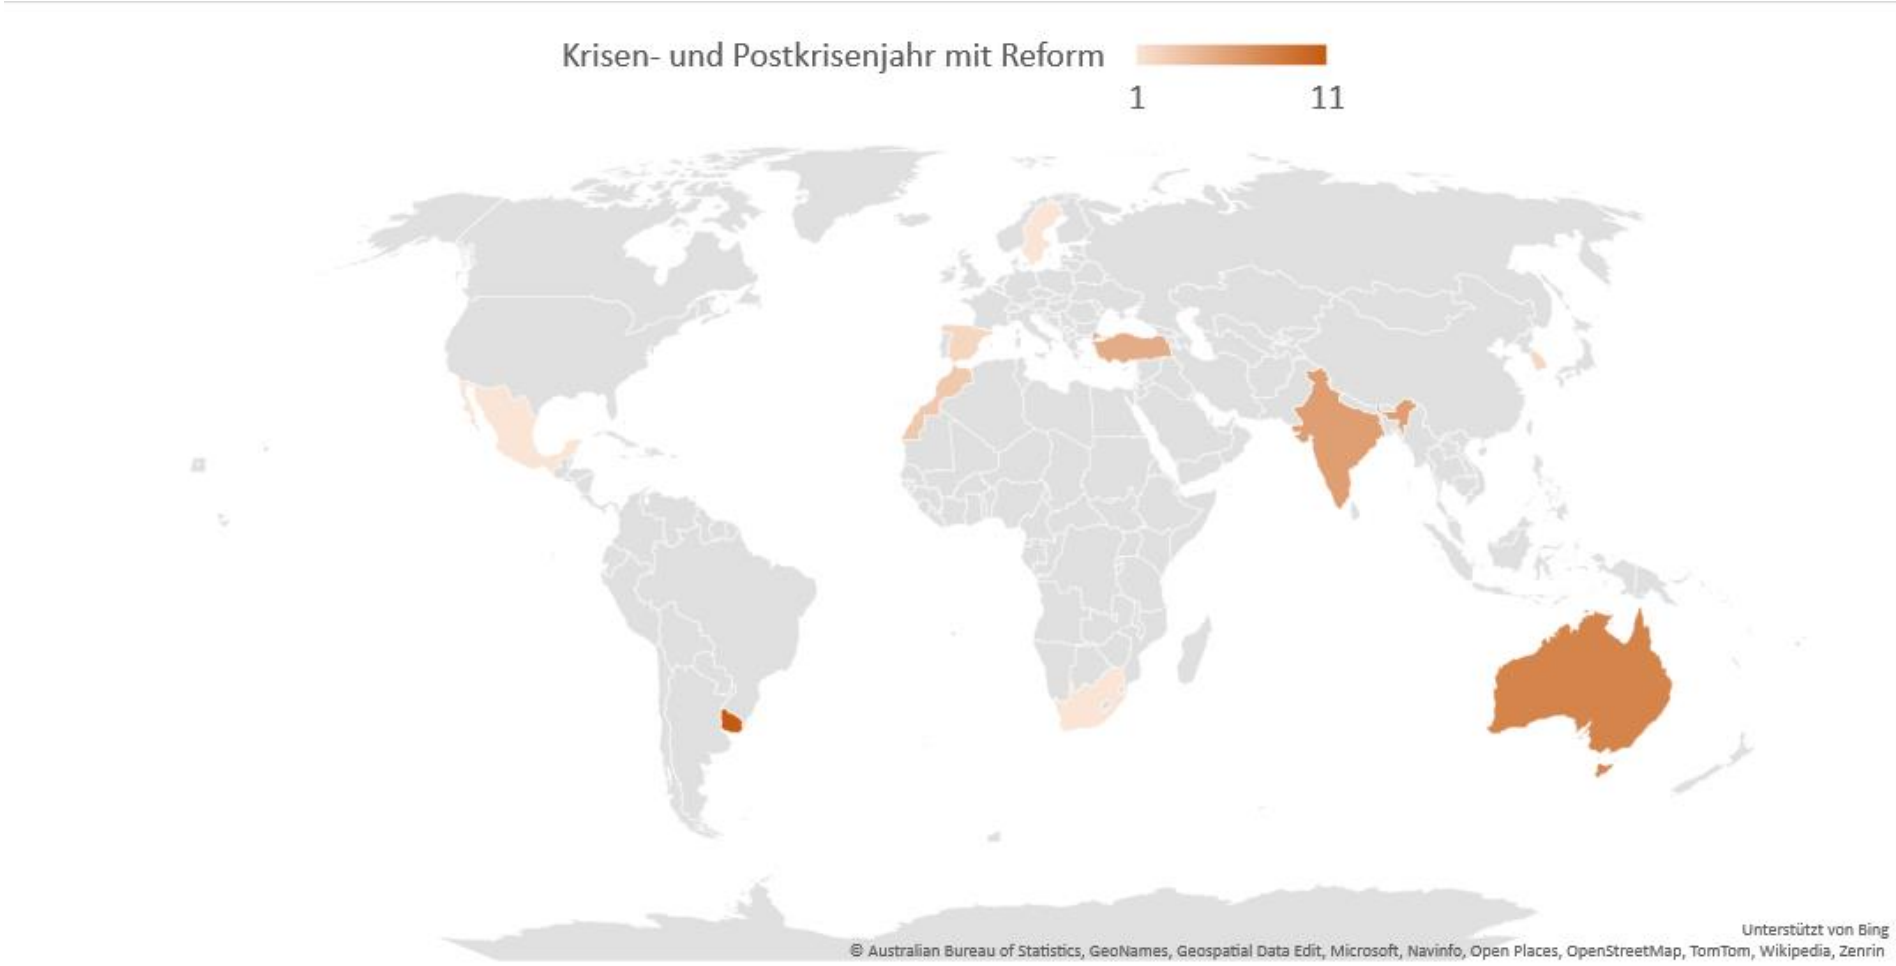 Krisen- und Postkrisenjahr mit Reform
1 11
Unterstützt von Bing
© Australian Bureau of Statistics, GeoNames, Geospatial Data Edit, Microsoft, Navinfo, Open Places, OpenStreetMap, TomTom, Wikipedia, Zenrin